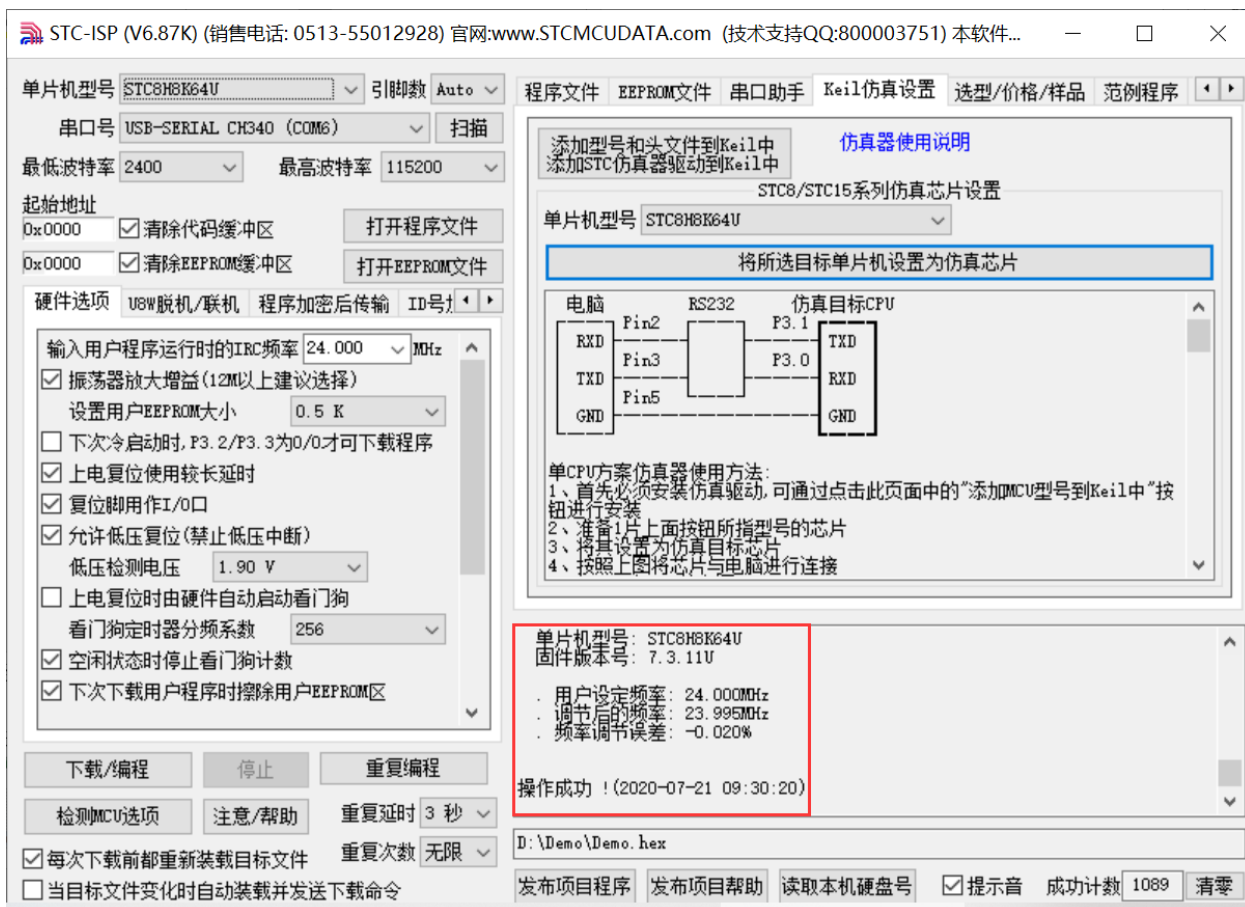 STC-ISP (V6.87K) (销售电话: 0513-55012928) 官网:www.STCMCUDATA.com (技术支持QQ:800003751) 本软件...
单片机型号 STC8H8K64U 引脚数 Auto
串口号 USB-SERIAL CH340 (COM6) 扫描
最低波特率 2400 最高波特率 115200
起始地址
0x0000 清除代码缓冲区 打开程序文件
0x0000 清除EEPROM缓冲区 打开EEPROM文件
硬件选项 U8W脱机/联机 程序加密后传输 ID号
输入用户程序运行时的IRC频率 24.000 MHz
振荡器放大增益(12M以上建议选择)
设置用户EEPROM大小 0.5 K
下次冷启动时,P3.2/P3.3为0/0才可下载程序
上电复位使用较长延时
复位脚用作I/O口
允许低压复位(禁止低压中断)
低压检测电压 1.90 V
上电复位时由硬件自动启动看门狗
看门狗定时器分频系数 256
空闲状态时停止看门狗计数
下次下载用户程序时擦除用户EEPROM区
下载/编程 停止 重复编程
检测MCU选项 注意/帮助 重复延时 3 秒
每次下载前都重新装载目标文件 重复次数 无限
当目标文件变化时自动装载并发送下载命令
程序文件 EEPROM文件 串口助手 Keil仿真设置 选型/价格/样品 范例程序
添加型号和头文件到Keil中
添加STC仿真器驱动到Keil中
仿真器使用说明
STC8/STC15系列仿真芯片设置
单片机型号 STC8H8K64U
将所选目标单片机设置为仿真芯片
电脑 RS232 仿真目标CPU
Pin2 P3.1
RXD TXD
Pin3 P3.0
TXD RXD
Pin5
GND GND
单CPU方案仿真器使用方法:
1、首先必须安装仿真驱动,可通过点击此页面中的"添加MCU型号到Keil中"按
钮进行安装
2、准备1片上面按钮所指型号的芯片
3、将其设置为仿真目标芯片
4、按照上图将芯片与电脑进行连接
单片机型号: STC8H8K64U
固件版本号: 7.3.11U
. 用户设定频率: 24.000MHz
. 调节后的频率: 23.995MHz
. 频率调节误差: -0.020%
操作成功 !(2020-07-21 09:30:20)
D:\Demo\Demo.hex
发布项目程序 发布项目帮助 读取本机硬盘号 提示音 成功计数 1089 清零